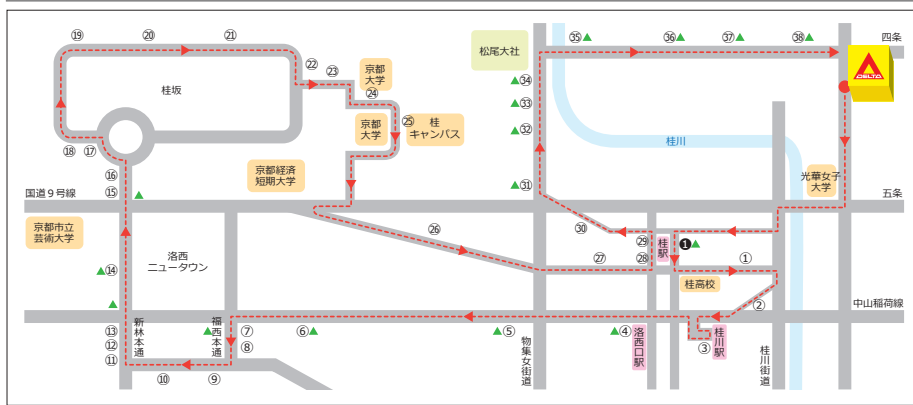 ⑲
⑳
㉑
㉟▲
㊱▲
㊲▲
㊳▲
四条
松尾大社
DELTA
㉒
㉓
京都
大学
桂坂
㉔
▲㉞
▲㉝
㉕
桂
キャンパス
京都
大学
▲㉜
桂川
⑱
⑰
⑯
京都経済
短期大学
光華女子
大学
▲㉛
国道9号線
⑮
▲
五条
京都市立
芸術大学
㉖
㉚
㉙
桂駅
❶▲
洛西
ニュータウン
▲⑭
㉗
㉘
①
桂高校
▲
②
中山稲荷線
⑬
⑫
⑪
新林本通
福西本通
▲
⑦
⑧
⑥▲
▲⑤
▲④
洛西口駅
③
桂川駅
物集女街道
桂川街道
⑩
⑨